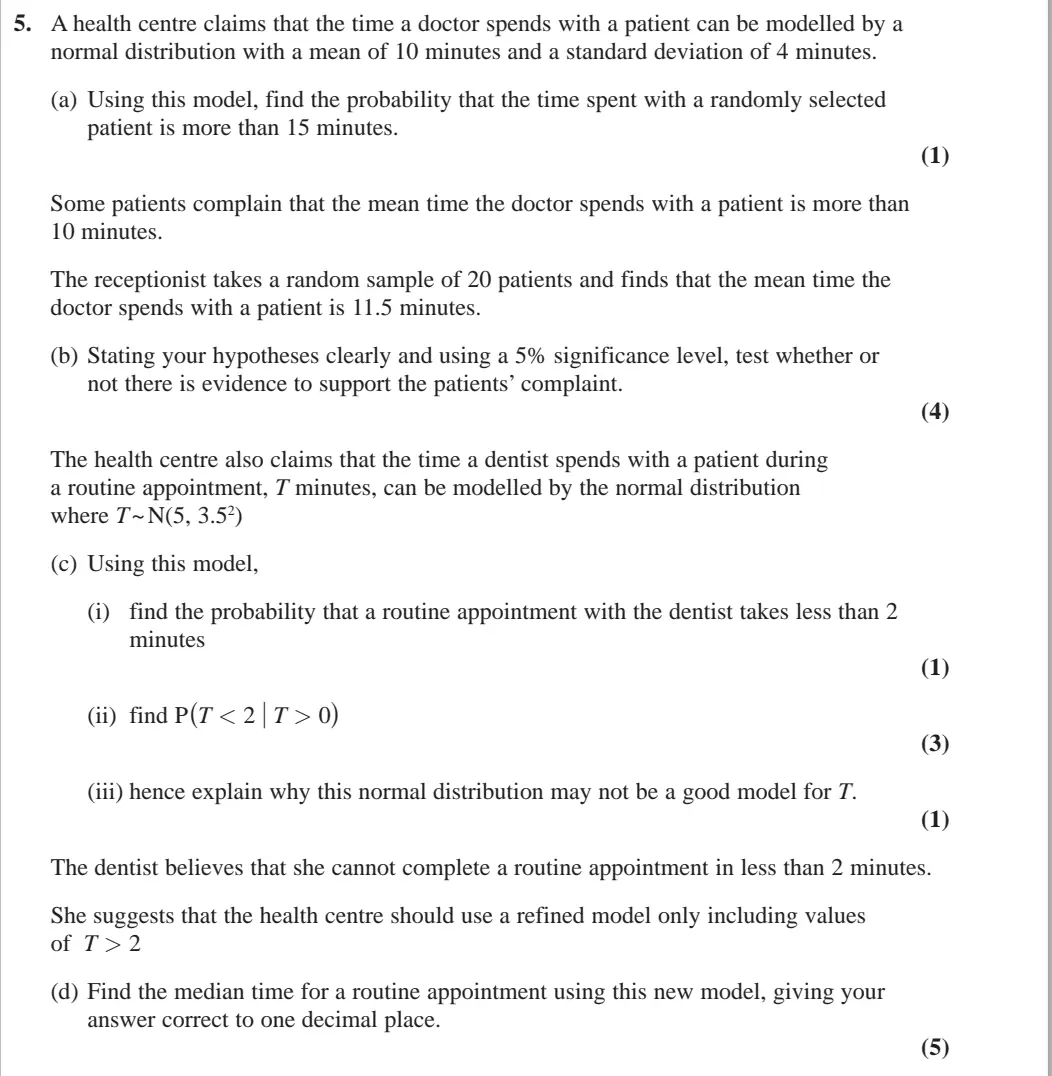 5. A health centre claims that the time a doctor spends with a patient can be modelled by a
normal distribution with a mean of 10 minutes and a standard deviation of 4 minutes.
(a) Using this model, find the probability that the time spent with a randomly selected
patient is more than 15 minutes.
(1)
Some patients complain that the mean time the doctor spends with a patient is more than
10 minutes.
The receptionist takes a random sample of 20 patients and finds that the mean time the
doctor spends with a patient is 11.5 minutes.
(b) Stating your hypotheses clearly and using a 5% significance level, test whether or
not there is evidence to support the patients’ complaint.
(4)
The health centre also claims that the time a dentist spends with a patient during
a routine appointment, T minutes, can be modelled by the normal distribution
where T ~ N(5, 3.5²)
(c) Using this model,
(i) find the probability that a routine appointment with the dentist takes less than 2
minutes
(1)
(ii) find P(T < 2 | T > 0)
(3)
(iii) hence explain why this normal distribution may not be a good model for T.
(1)
The dentist believes that she cannot complete a routine appointment in less than 2 minutes.
She suggests that the health centre should use a refined model only including values
of T > 2
(d) Find the median time for a routine appointment using this new model, giving your
answer correct to one decimal place.
(5)